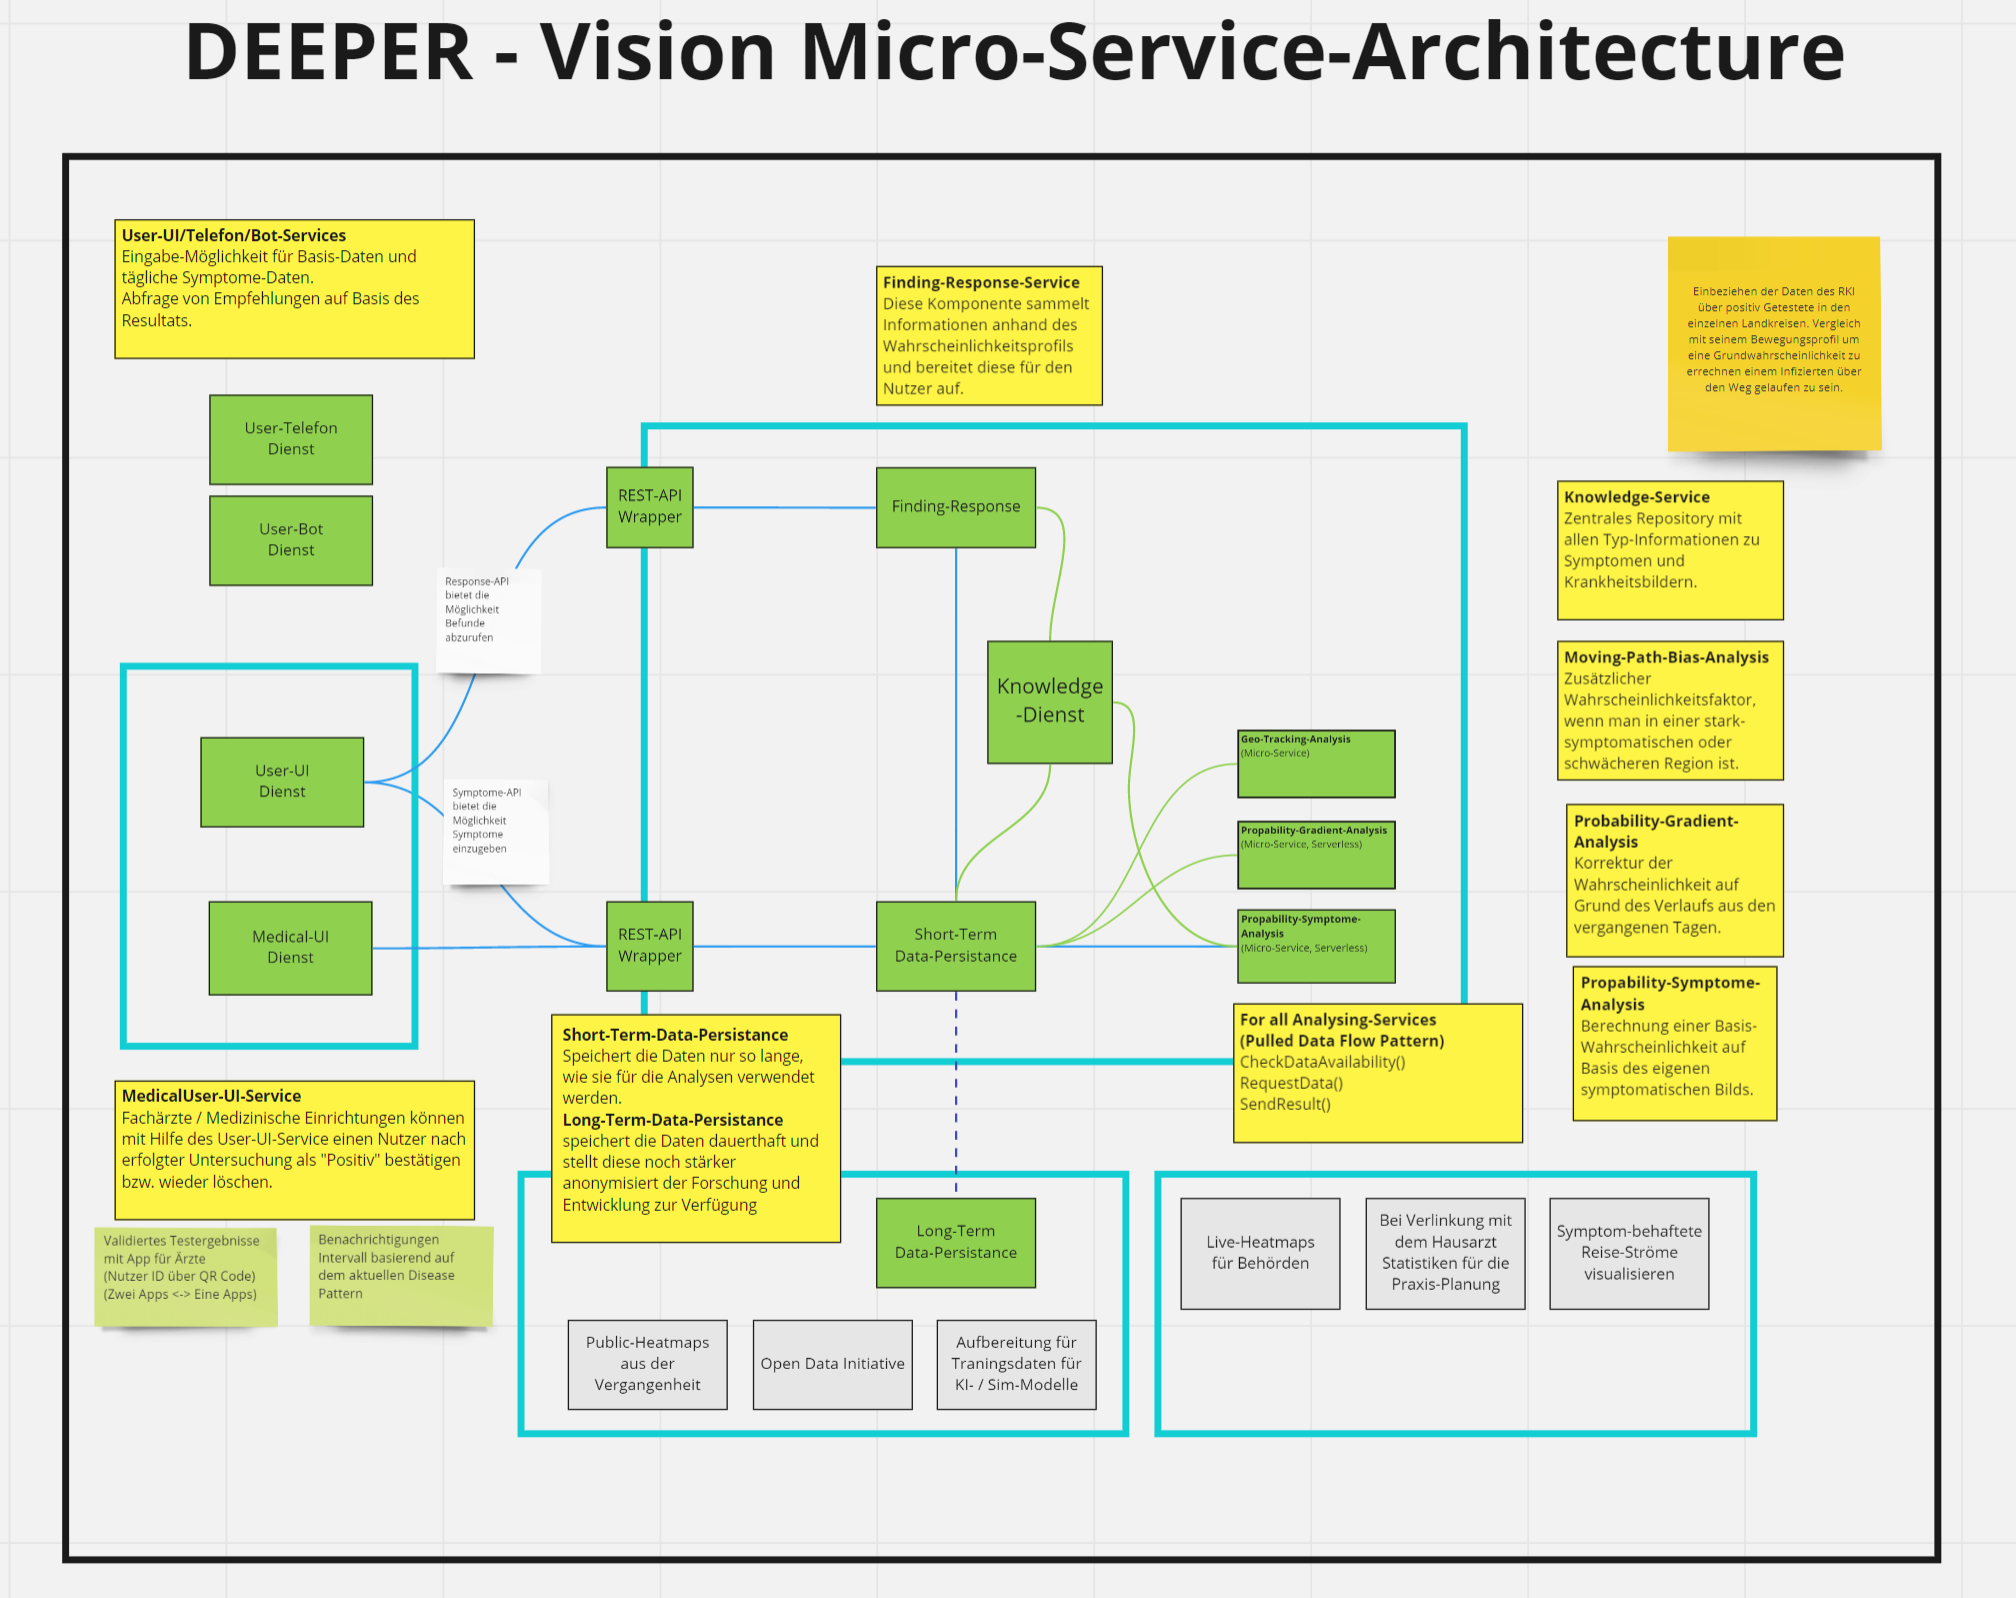 DEEPER - Vision Micro-Service-Architecture
User-UI/Telefon/Bot-Services
Eingabe-Möglichkeit für Basis-Daten und
tägliche Symptome-Daten.
Abfrage von Empfehlungen auf Basis des
Resultats.
User-Telefon
Dienst
User-Bot
Dienst
Finding-Response-Service
Diese Komponente sammelt
Informationen anhand des
Wahrscheinlichkeitsprofils
und bereitet diese für den
Nutzer auf.
Einbeziehen der Daten des RKI
über positiv Getestete in den
einzelnen Landkreisen. Vergleich
mit seinem Bewegungsprofil um
eine Grundwahrscheinlichkeit zu
errechnen einem Infizierten über
den Weg gelaufen zu sein.
REST-API
Wrapper
Finding-Response
Response-API
bietet die
Möglichkeit
Befunde
abzurufen
Knowledge
-Dienst
Knowledge-Service
Zentrales Repository mit
allen Typ-Informationen zu
Symptomen und
Krankheitsbildern.
Moving-Path-Bias-Analysis
Zusätzlicher
Wahrscheinlichkeitsfaktor,
wenn man in einer stark-
symptomatischen oder
schwächeren Region ist.
User-UI
Dienst
Symptome-API
bietet die
Möglichkeit
Symptome
einzugeben
Geo-Tracking-Analysis
(Micro-Service)
Propability-Gradient-Analysis
(Micro-Service, Serverless)
Propability-Symptome-
Analysis
(Micro-Service, Serverless)
Probability-Gradient-
Analysis
Korrektur der
Wahrscheinlichkeit auf
Grund des Verlaufs aus den
vergangenen Tagen.
Medical-UI
Dienst
REST-API
Wrapper
Short-Term
Data-Persistance
Propability-Symptome-
Analysis
Berechnung einer Basis-
Wahrscheinlichkeit auf
Basis des eigenen
symptomatischen Bilds.
Short-Term-Data-Persistance
Speichert die Daten nur so lange,
wie sie für die Analysen verwendet
werden.
Long-Term-Data-Persistance
speichert die Daten dauerthaft und
stellt diese noch stärker
anonymisiert der Forschung und
Entwicklung zur Verfügung
For all Analysing-Services
(Pulled Data Flow Pattern)
CheckDataAvailability()
RequestData()
SendResult()
MedicalUser-UI-Service
Fachärzte / Medizinische Einrichtungen können
mit Hilfe des User-UI-Service einen Nutzer nach
erfolgter Untersuchung als "Positiv" bestätigen
bzw. wieder löschen.
Validiertes Testergebnisse
mit App für Ärzte
(Nutzer ID über QR Code)
(Zwei Apps <-> Eine Apps)
Benachrichtigungen
Intervall basierend auf
dem aktuellen Disease
Pattern
Long-Term
Data-Persistance
Public-Heatmaps
aus der
Vergangenheit
Open Data Initiative
Aufbereitung für
Traningsdaten für
KI- / Sim-Modelle
Live-Heatmaps
für Behörden
Bei Verlinkung mit
dem Hausarzt
Statistiken für die
Praxis-Planung
Symptom-behaftete
Reise-Ströme
visualisieren